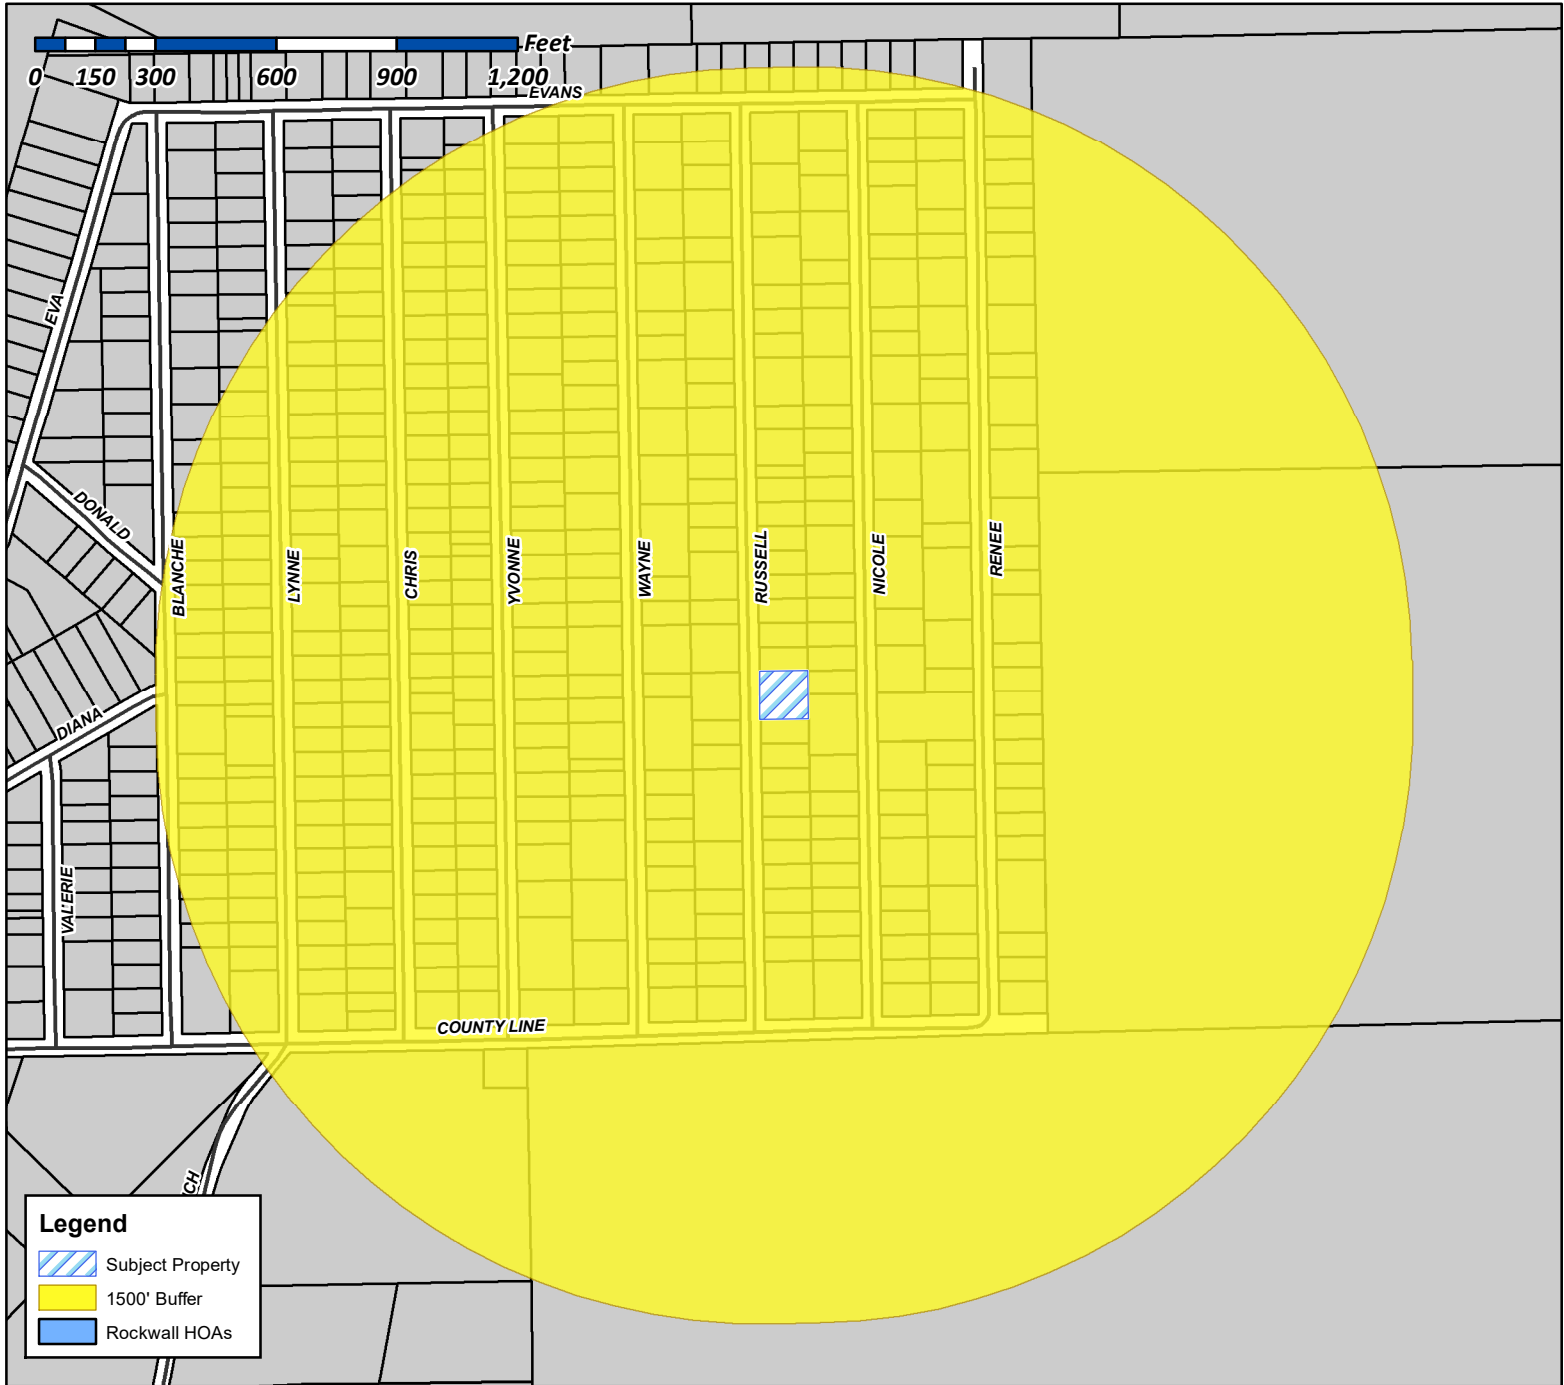 Feet
0 150 300 600 900 1,200
EVANS
EVA
DONALD
BLANCHE
LYNNE
CHRIS
YVONNE
WAYNE
RUSSELL
NICOLE
RENEE
DIANA
VALERIE
COUNTY LINE
Legend
Subject Property
1500' Buffer
Rockwall HOAs